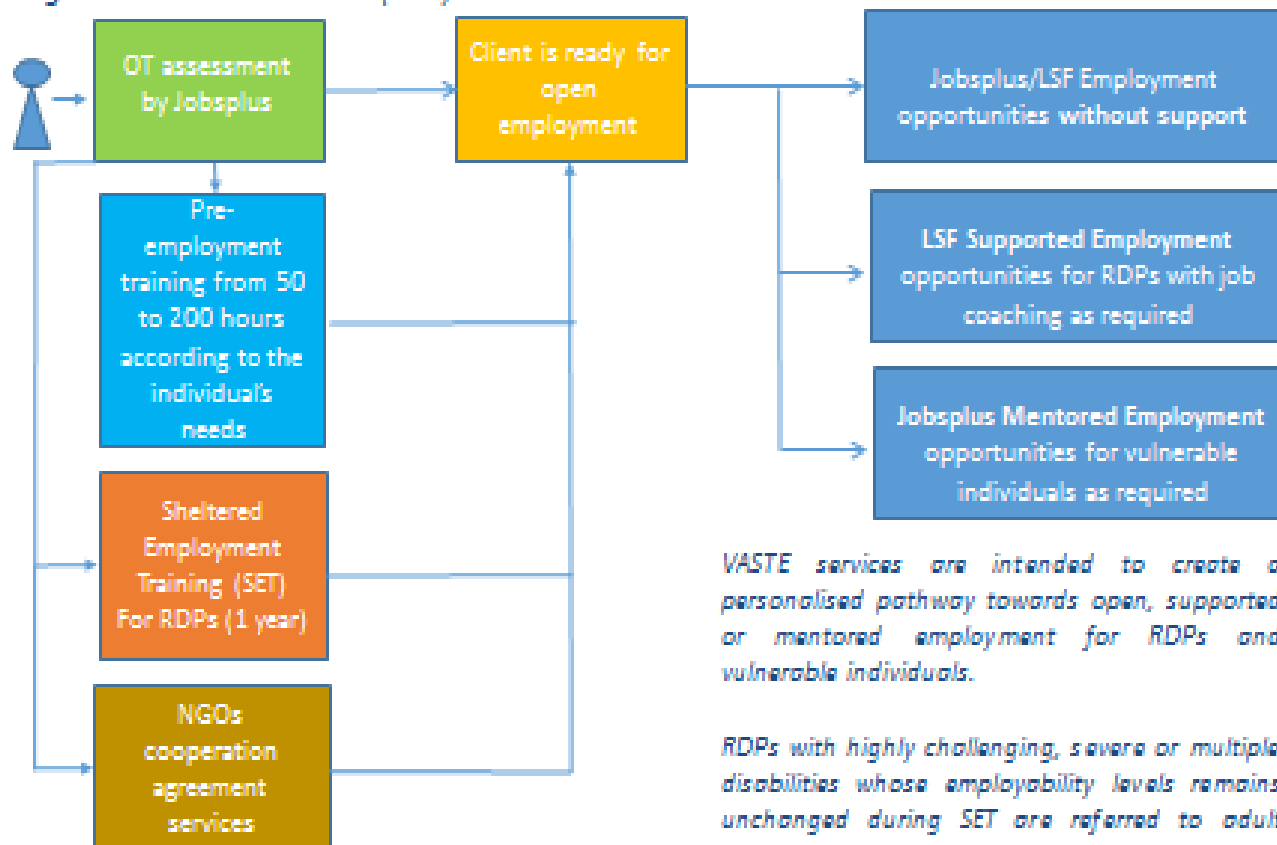 OT assessment
by Jobsplus
Client is ready for
open
employment
Jobsplus/LSF Employment
opportunities without support
Pre-
employment
training from 50
to 200 hours
according to the
individual's
needs
LSF Supported Employment
opportunities for RDPs with job
coaching as required
Jobsplus Mentored Employment
opportunities for vulnerable
individuals as required
Sheltered
Employment
Training (SET)
For RDPs (1 year)
NGOs
cooperation
agreement
services
VASTE services are intended to create a
personalised pathway towards open, supported
or mentored employment for RDPs and
vulnerable individuals.
RDPs with highly challenging, severe or multiple
disabilities whose employability levels remains
unchanged during SET are referred to adult